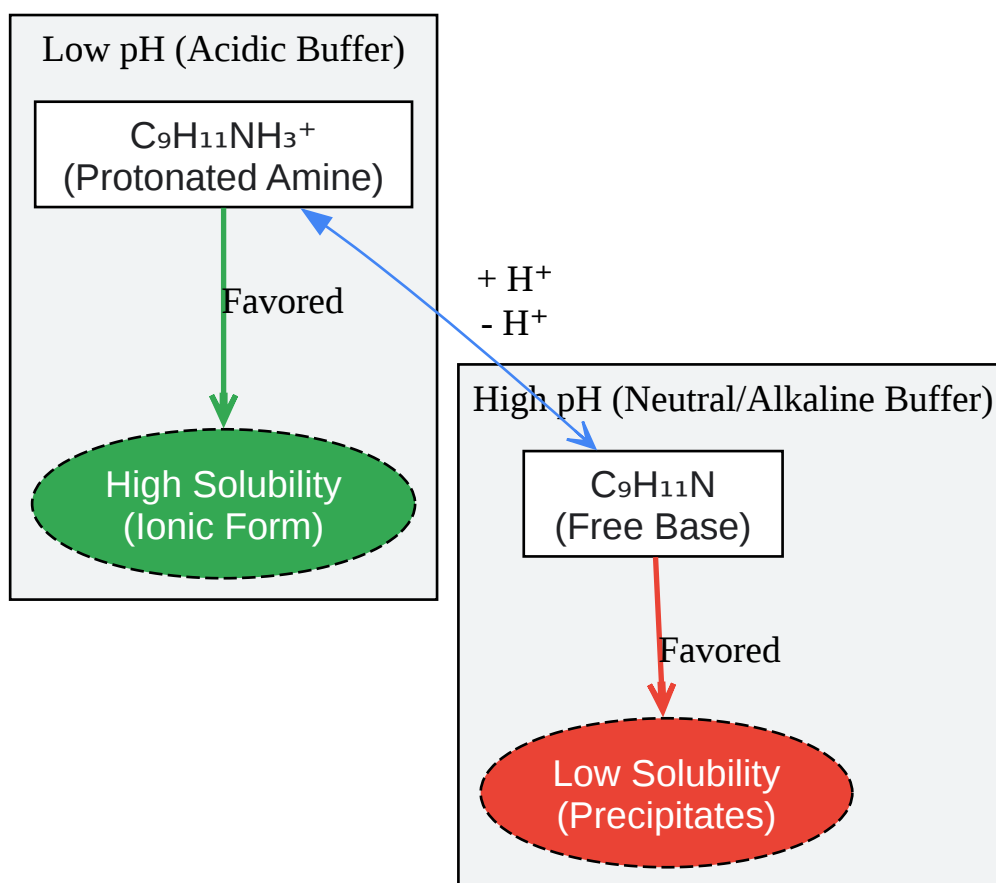 Low pH (Acidic Buffer)
C₉H₁₁NH₃⁺
(Protonated Amine)
Favored
High Solubility
(Ionic Form)
+ H⁺
- H⁺
High pH (Neutral/Alkaline Buffer)
C₉H₁₁N
(Free Base)
Favored
Low Solubility
(Precipitates)